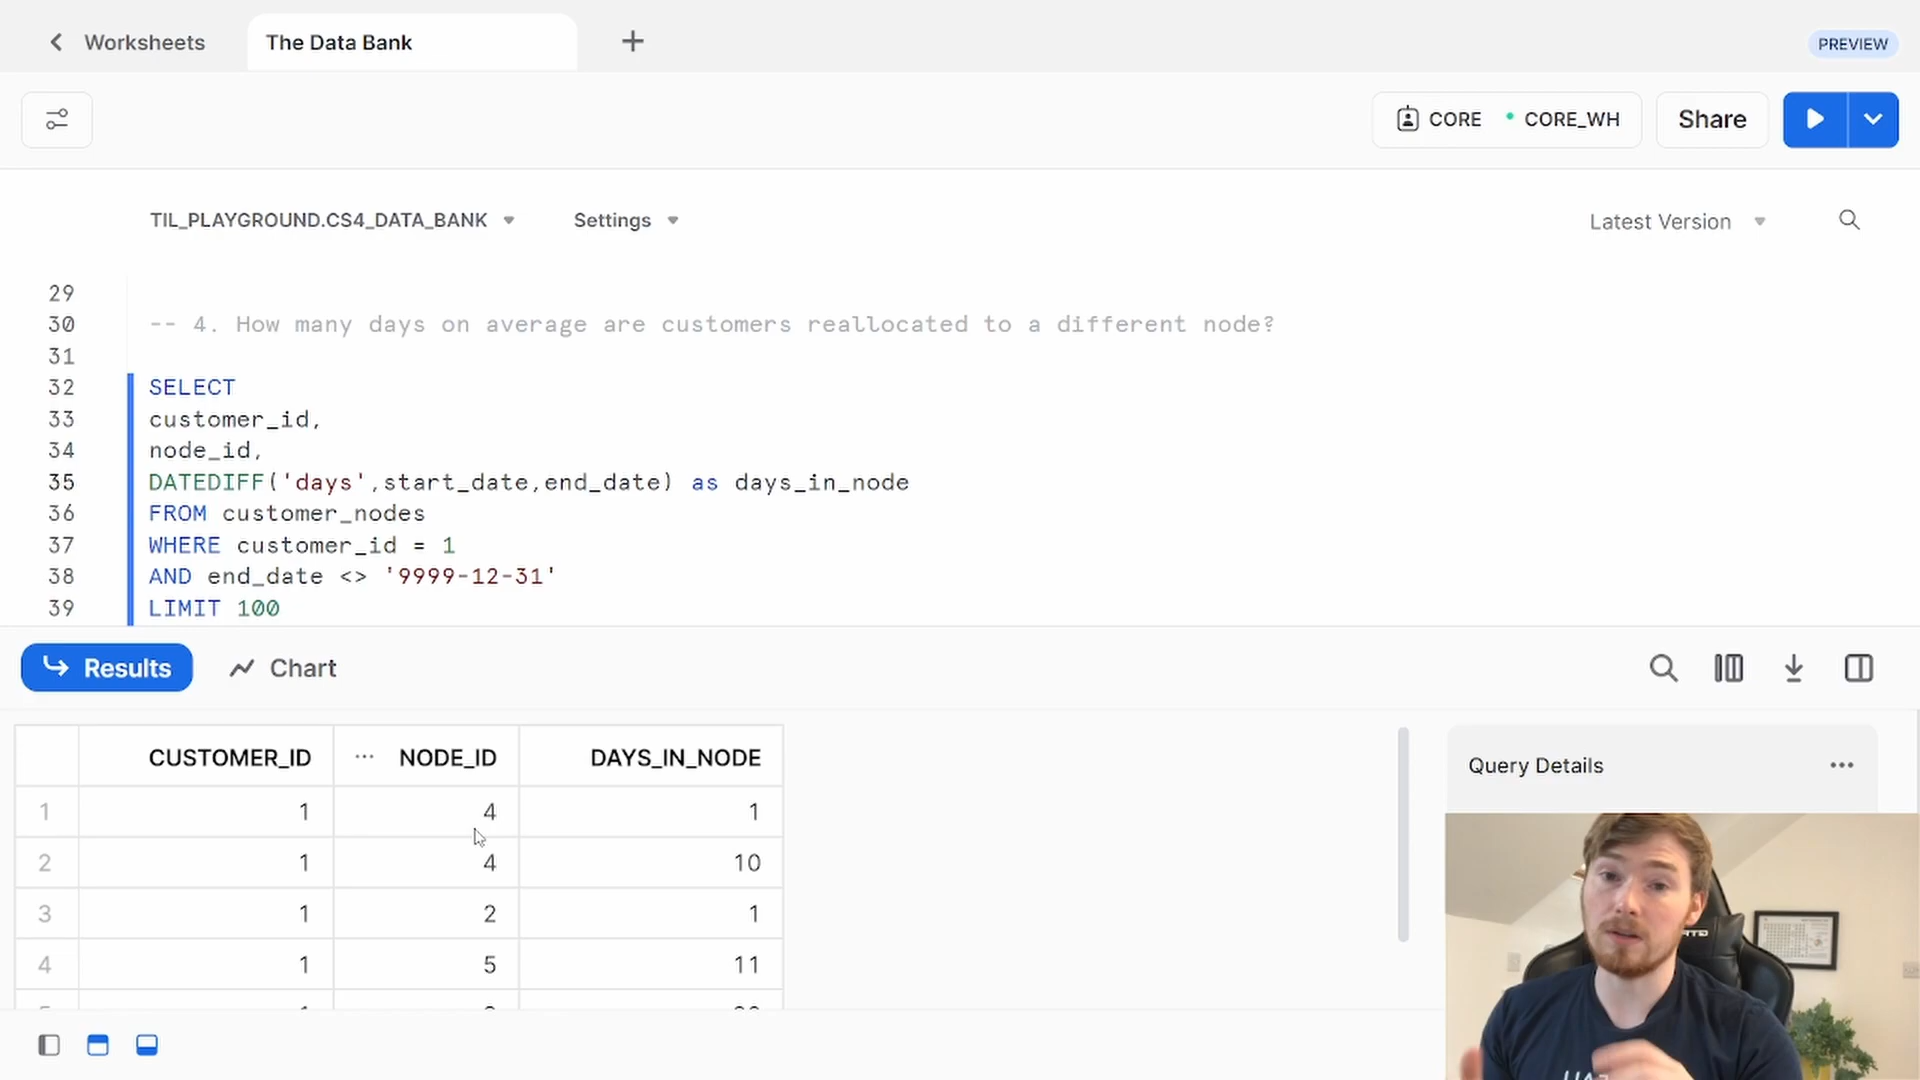 Worksheets
The Data Bank
PREVIEW
CORE
CORE_WH
Share
TIL_PLAYGROUND.CS4_DATA_BANK
Settings
Latest Version
29
30 -- 4. How many days on average are customers reallocated to a different node?
31
32 SELECT
33 customer_id,
34 node_id,
35 DATEDIFF('days',start_date,end_date) as days_in_node
36 FROM customer_nodes
37 WHERE customer_id = 1
38 AND end_date <> '9999-12-31'
39 LIMIT 100
Results
Chart
CUSTOMER_ID ... NODE_ID DAYS_IN_NODE
1 1 4 1
2 1 4 10
3 1 2 1
4 1 5 11
Query Details ...